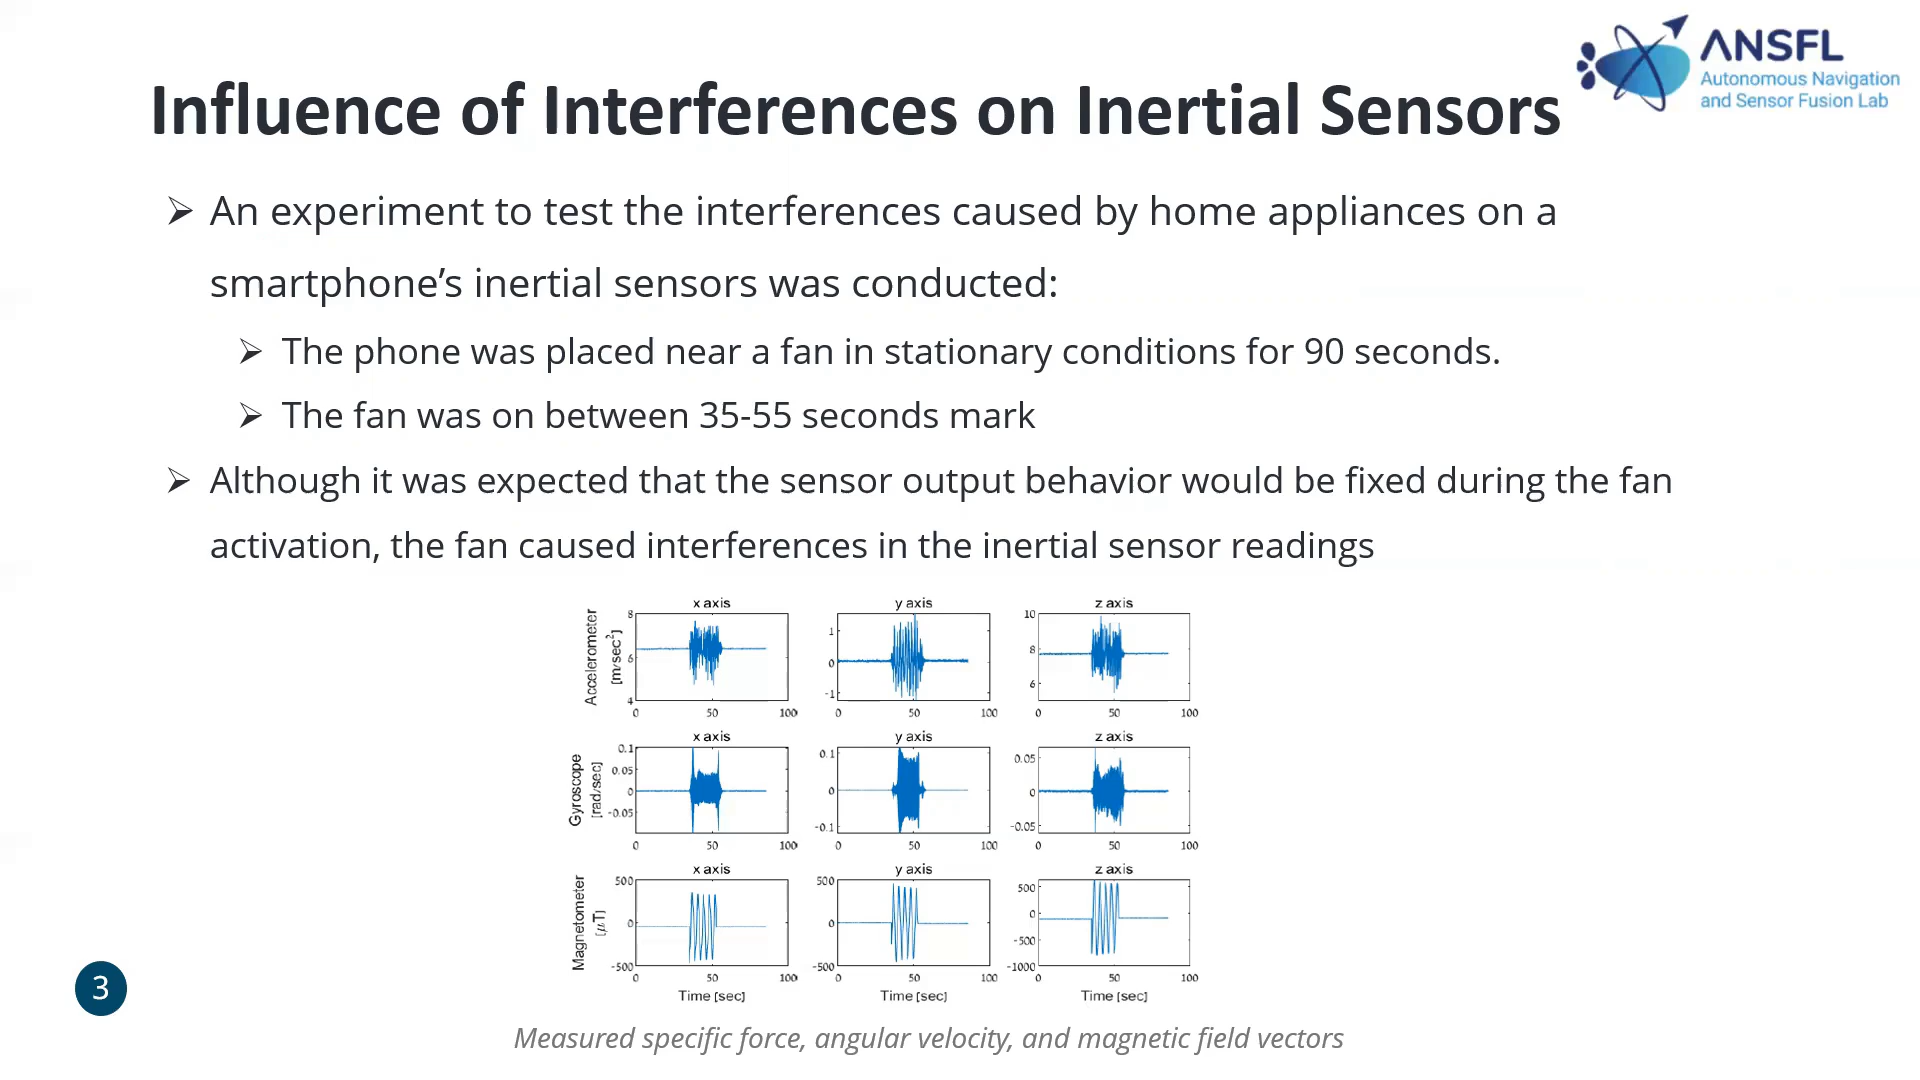 ANSFL
Autonomous Navigation
and Sensor Fusion Lab
Influence of Interferences on Inertial Sensors
An experiment to test the interferences caused by home appliances on a
smartphone’s inertial sensors was conducted:
The phone was placed near a fan in stationary conditions for 90 seconds.
The fan was on between 35-55 seconds mark
Although it was expected that the sensor output behavior would be fixed during the fan
activation, the fan caused interferences in the inertial sensor readings
x axis y axis z axis
Accelerometer
[m/sec²]
8
6
4
0 50 100
1
0
-1
0 50 100
10
8
6
0 50 100
x axis y axis z axis
Gyroscope
[rad/sec]
0.1
0.05
0
-0.05
0 50 100
0.1
0
-0.1
0 50 100
0.05
0
-0.05
0 50 100
x axis y axis z axis
Magnetometer
[μT]
500
0
-500
0 50 100
500
0
-500
0 50 100
500
0
-500
-1000
0 50 100
Time [sec] Time [sec] Time [sec]
3
Measured specific force, angular velocity, and magnetic field vectors